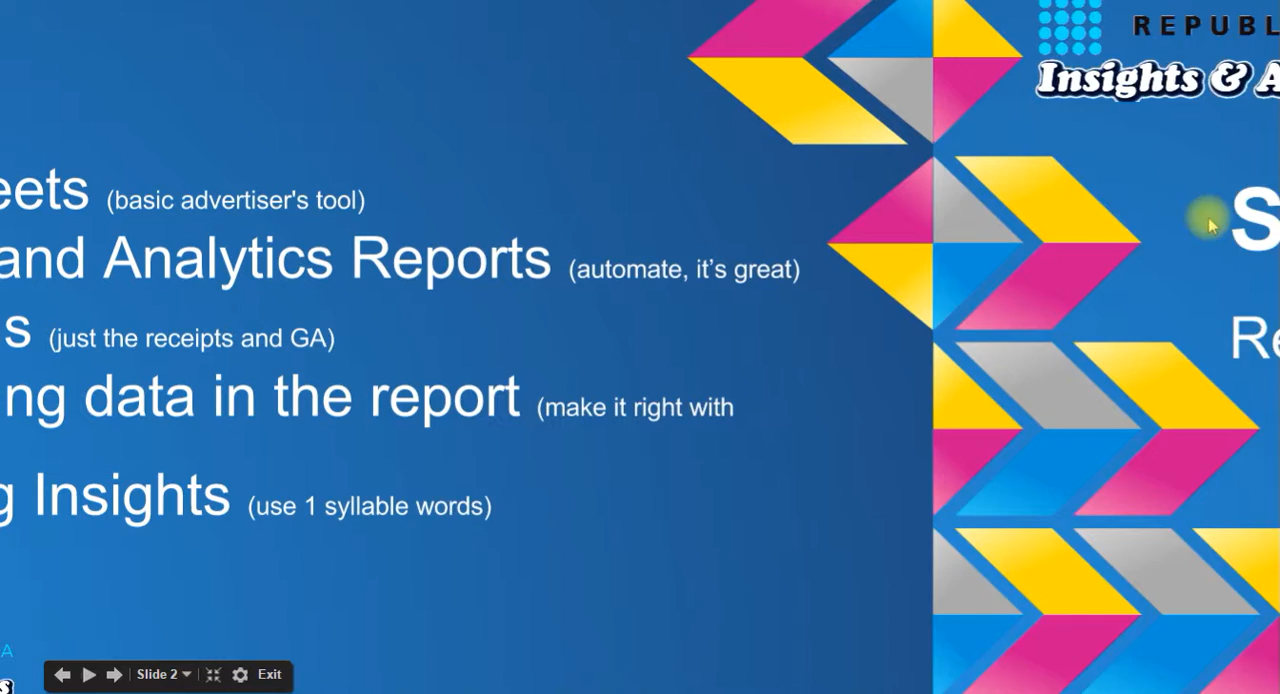 REPUBL
Insights & A
eets (basic advertiser's tool)
S
and Analytics Reports (automate, it's great)
s (just the receipts and GA)
Re
ng data in the report (make it right with
g Insights (use 1 syllable words)
A
s
Slide 2 Exit